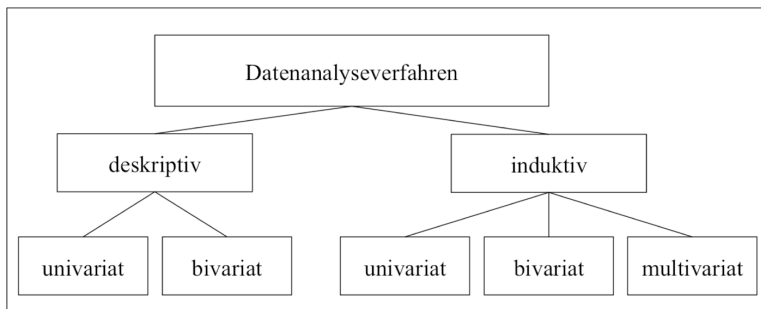 Datenanalyseverfahren
deskriptiv
induktiv
univariat
bivariat
univariat
bivariat
multivariat